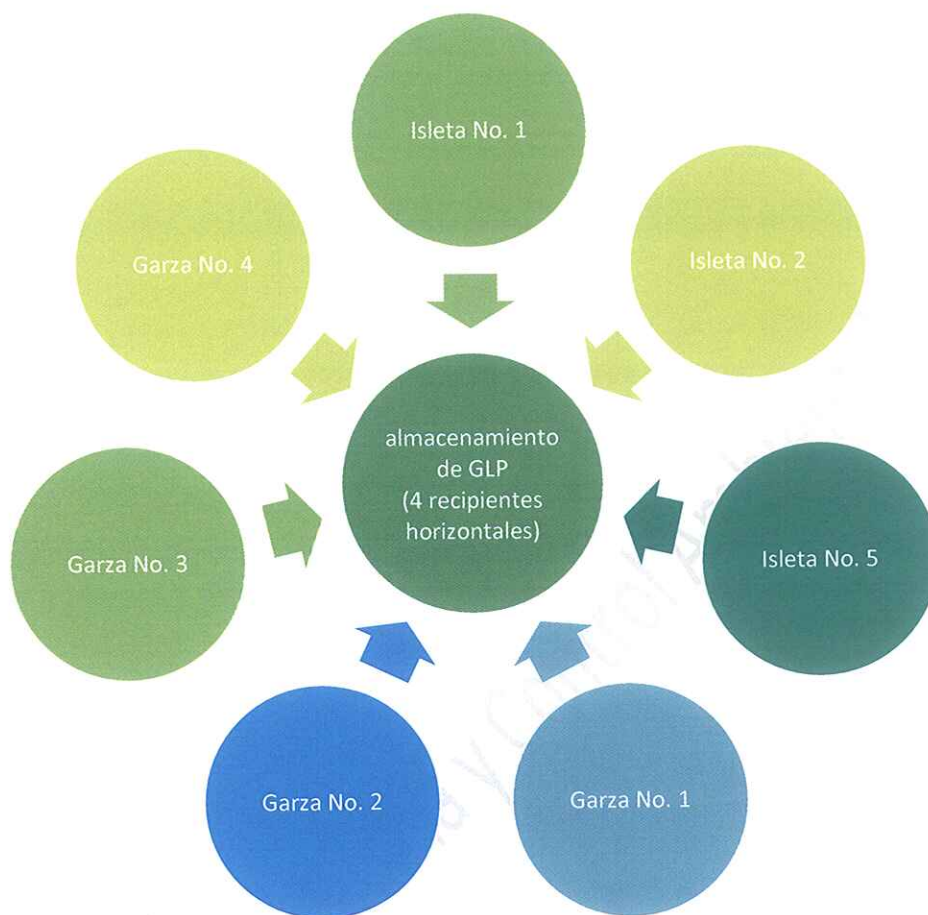 Isleta No. 1
Garza No. 4
Isleta No. 2
almacenamiento
de GLP
(4 recipientes
horizontales)
Garza No. 3
Isleta No. 5
Garza No. 2
Garza No. 1
y Control